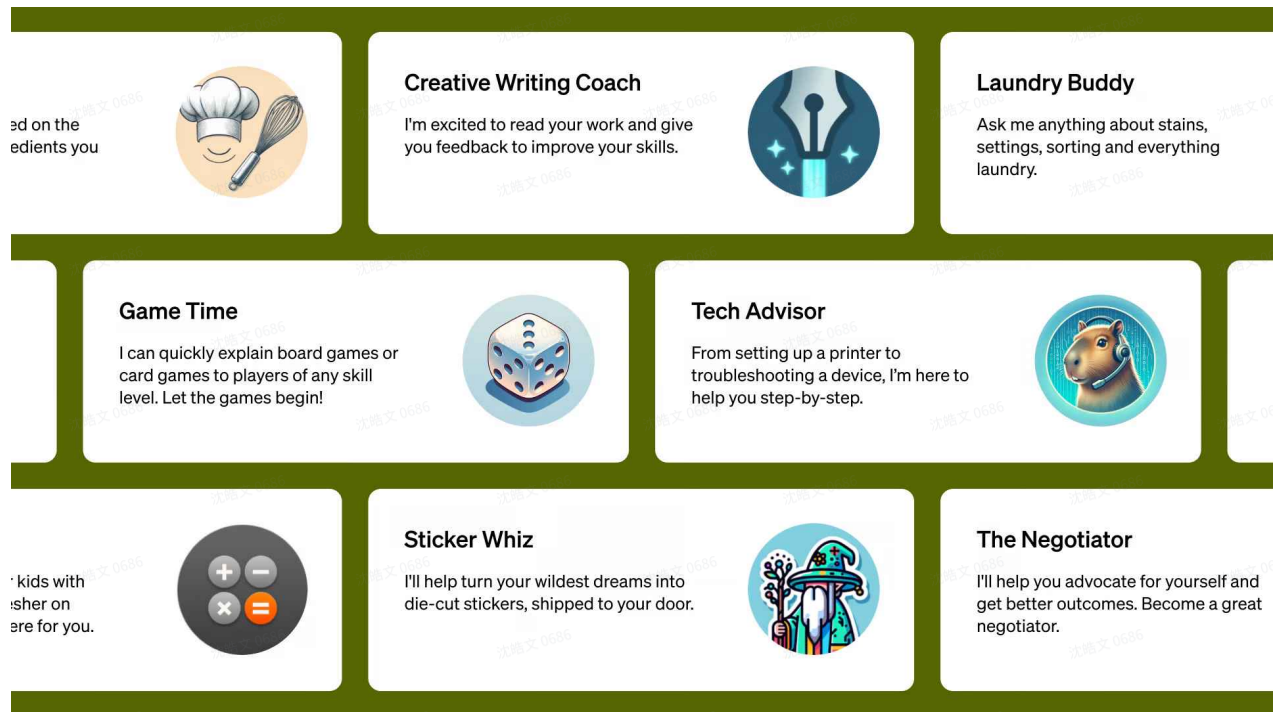 ed on the
edients you
Creative Writing Coach
I'm excited to read your work and give
you feedback to improve your skills.
Laundry Buddy
Ask me anything about stains,
settings, sorting and everything
laundry.
Game Time
I can quickly explain board games or
card games to players of any skill
level. Let the games begin!
Tech Advisor
From setting up a printer to
troubleshooting a device, I’m here to
help you step-by-step.
kids with
esher on
ere for you.
Sticker Whiz
I'll help turn your wildest dreams into
die-cut stickers, shipped to your door.
The Negotiator
I'll help you advocate for yourself and
get better outcomes. Become a great
negotiator.
沈皓文 0686